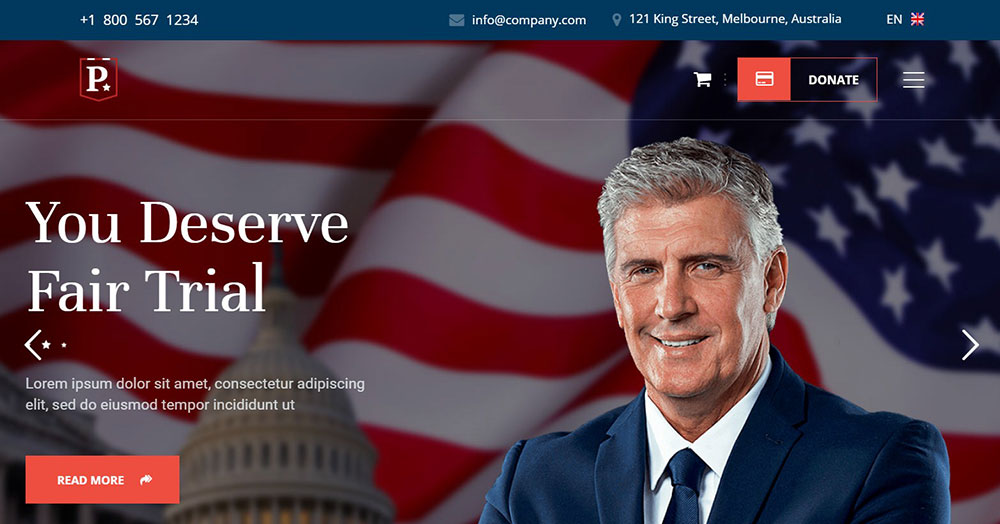 +1 800 567 1234
info@company.com
121 King Street, Melbourne, Australia
EN
P
DONATE
You Deserve
Fair Trial
Lorem ipsum dolor sit amet, consectetur adipiscing
elit, sed do eiusmod tempor incididunt ut
READ MORE